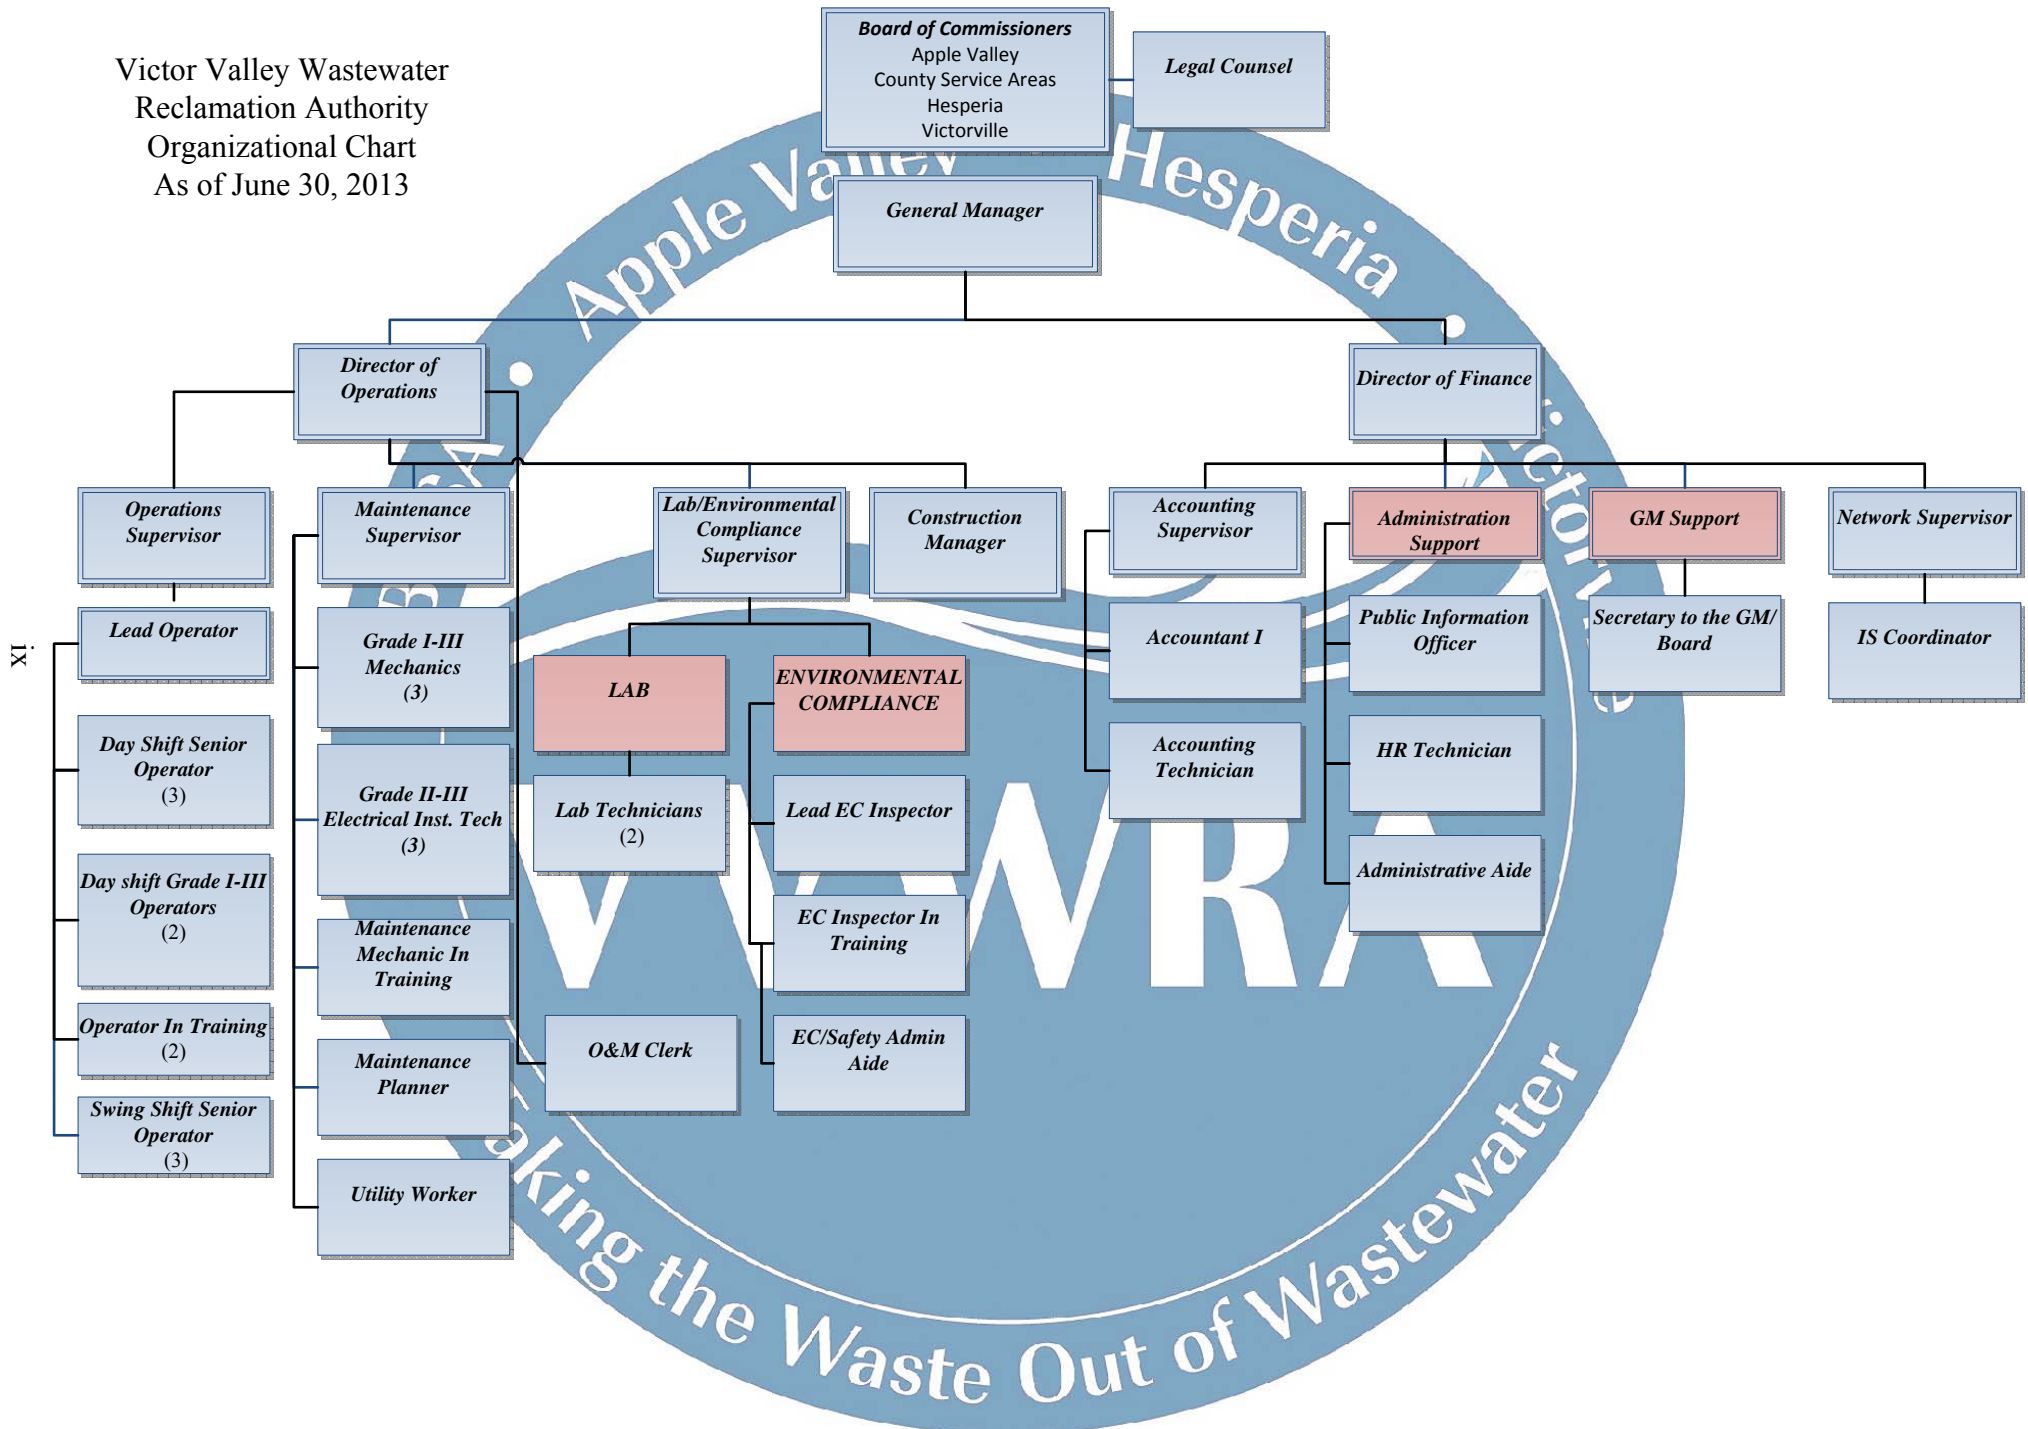 Victor Valley Wastewater
Reclamation Authority
Organizational Chart
As of June 30, 2013
Board of Commissioners
Apple Valley
County Service Areas
Hesperia
Victorville
Legal Counsel
General Manager
Director of
Operations
Director of Finance
Operations
Supervisor
Maintenance
Supervisor
Lab/Environmental
Compliance
Supervisor
Construction
Manager
Accounting
Supervisor
Administration
Support
GM Support
Network Supervisor
Lead Operator
Grade I-III
Mechanics
(3)
LAB
ENVIRONMENTAL
COMPLIANCE
Accountant I
Public Information
Officer
Secretary to the GM/
Board
IS Coordinator
Day Shift Senior
Operator
(3)
Grade II-III
Electrical Inst. Tech
(3)
Lab Technicians
(2)
Lead EC Inspector
Accounting
Technician
HR Technician
Day shift Grade I-III
Operators
(2)
Maintenance
Mechanic In
Training
EC Inspector In
Training
Administrative Aide
Operator In Training
(2)
Maintenance
Planner
O&M Clerk
EC/Safety Admin
Aide
Swing Shift Senior
Operator
(3)
Utility Worker
ix
Apple Valley
Hesperia
VVWRA
the Waste Out of Wastewater